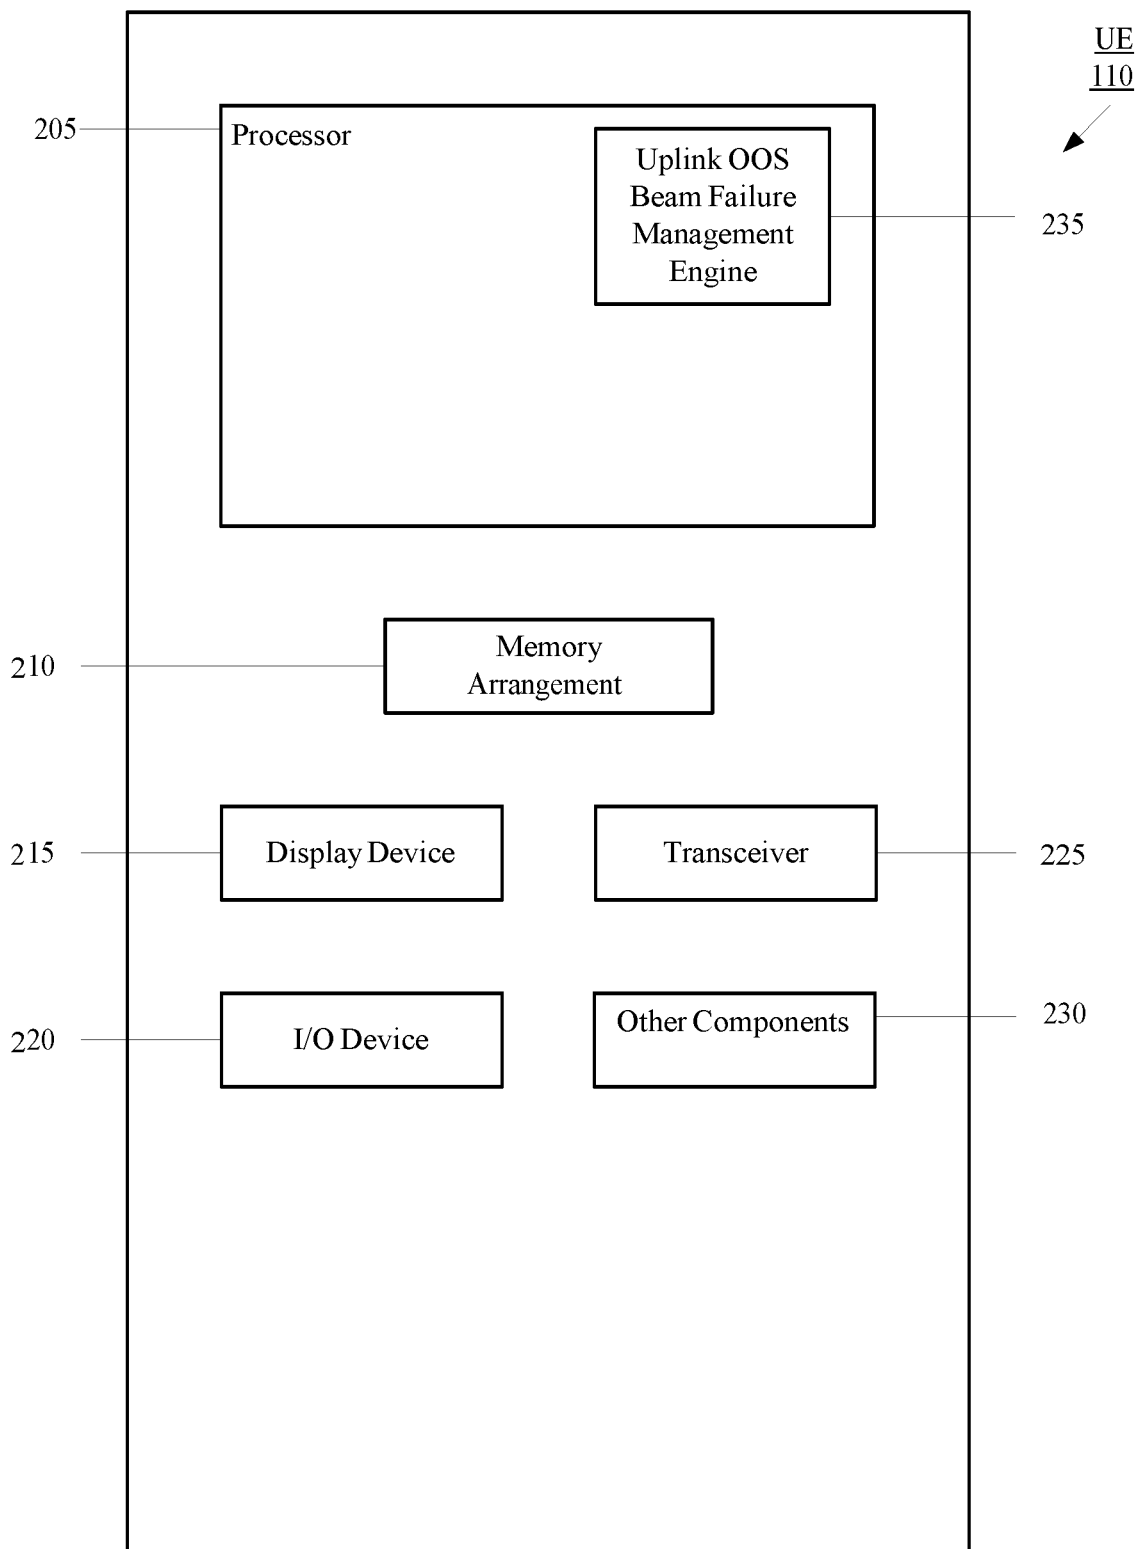 UE
110
205
Processor
Uplink OOS
Beam Failure
Management
Engine
235
210
Memory
Arrangement
215
Display Device
Transceiver
225
220
I/O Device
Other Components
230